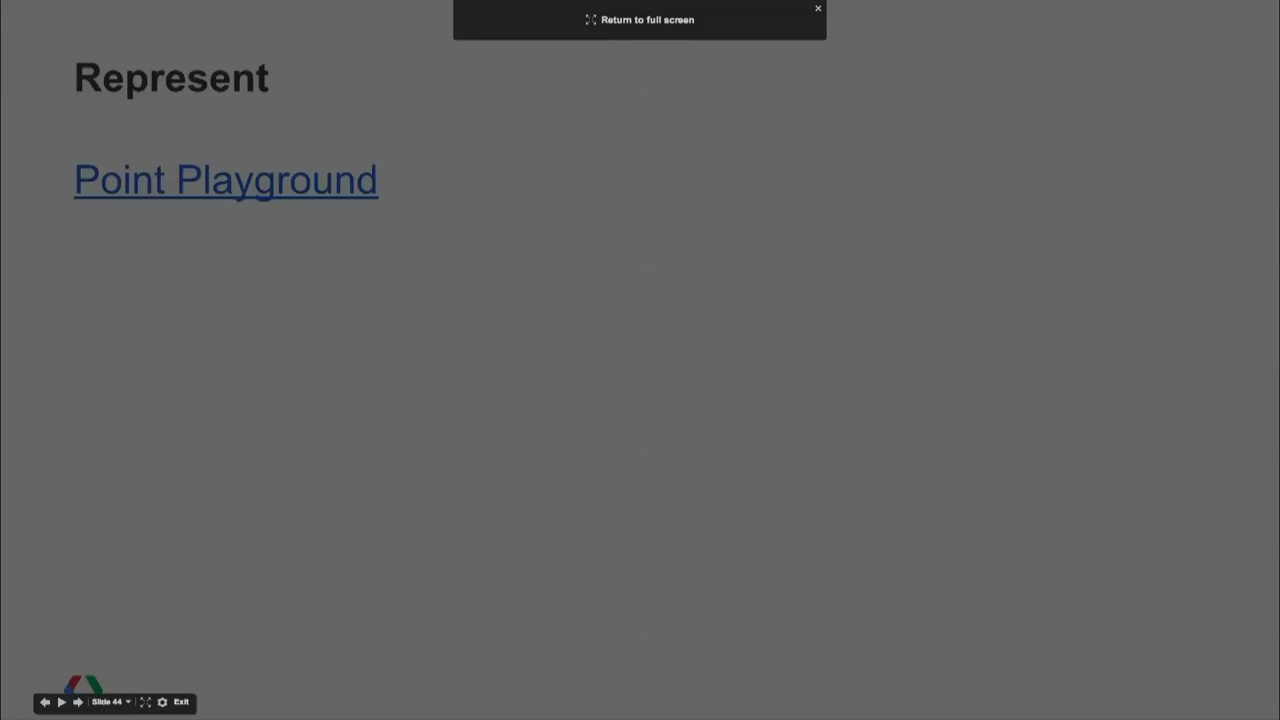 Return to full screen
Represent
Point Playground
Slide 44
Exit